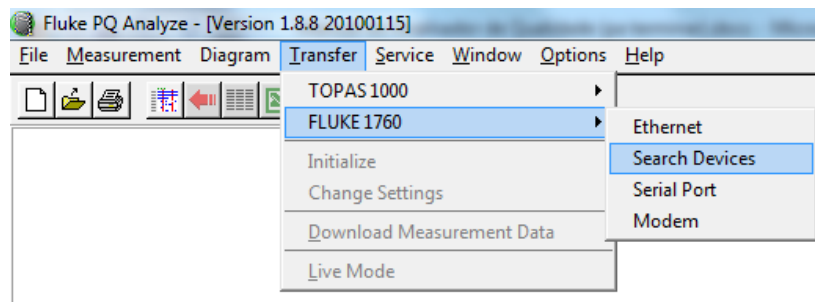 Fluke PQ Analyze - [Version 1.8.8 20100115]
File Measurement Diagram Transfer Service Window Options Help
TOPAS 1000
FLUKE 1760
Ethernet
Initialize
Search Devices
Change Settings
Serial Port
Download Measurement Data
Modem
Live Mode